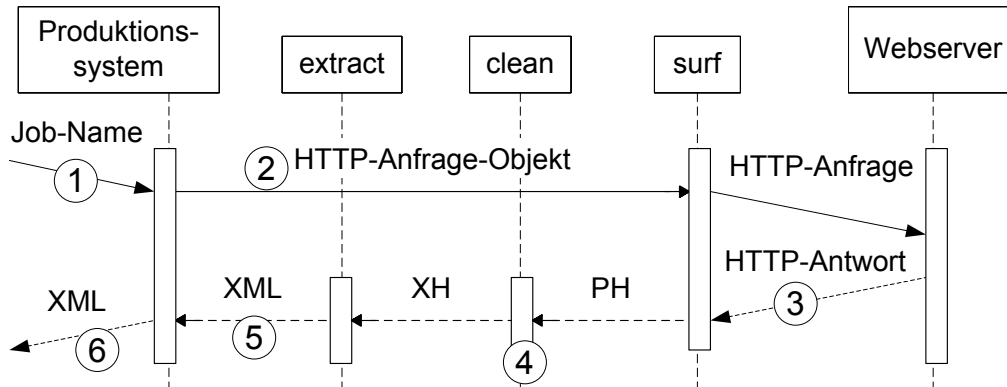 Produktions-
system
extract
clean
surf
Webserver
Job-Name
1
2
HTTP-Anfrage-Objekt
HTTP-Anfrage
HTTP-Antwort
3
XML
6
XML
5
XH
4
PH